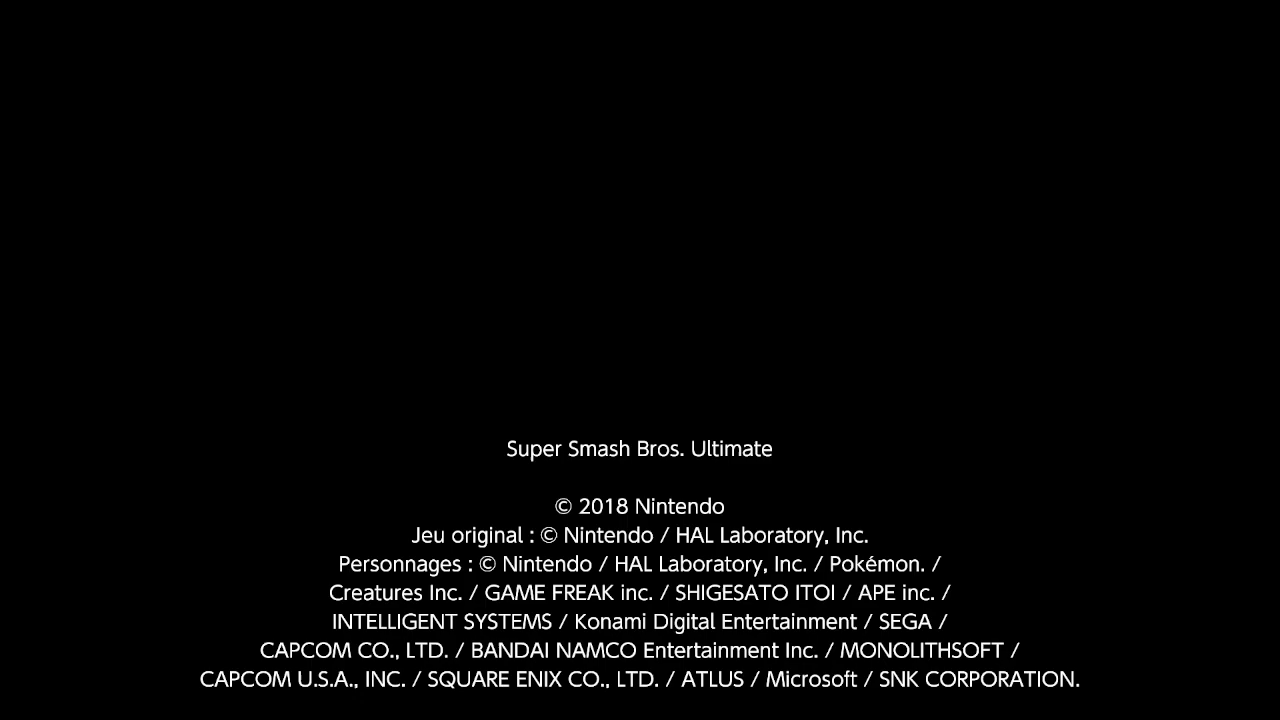 Super Smash Bros. Ultimate
© 2018 Nintendo
Jeu original : © Nintendo / HAL Laboratory, Inc.
Personnages : © Nintendo / HAL Laboratory, Inc. / Pokémon. /
Creatures Inc. / GAME FREAK inc. / SHIGESATO ITOI / APE inc. /
INTELLIGENT SYSTEMS / Konami Digital Entertainment / SEGA /
CAPCOM CO., LTD. / BANDAI NAMCO Entertainment Inc. / MONOLITHSOFT /
CAPCOM U.S.A., INC. / SQUARE ENIX CO., LTD. / ATLUS / Microsoft / SNK CORPORATION.